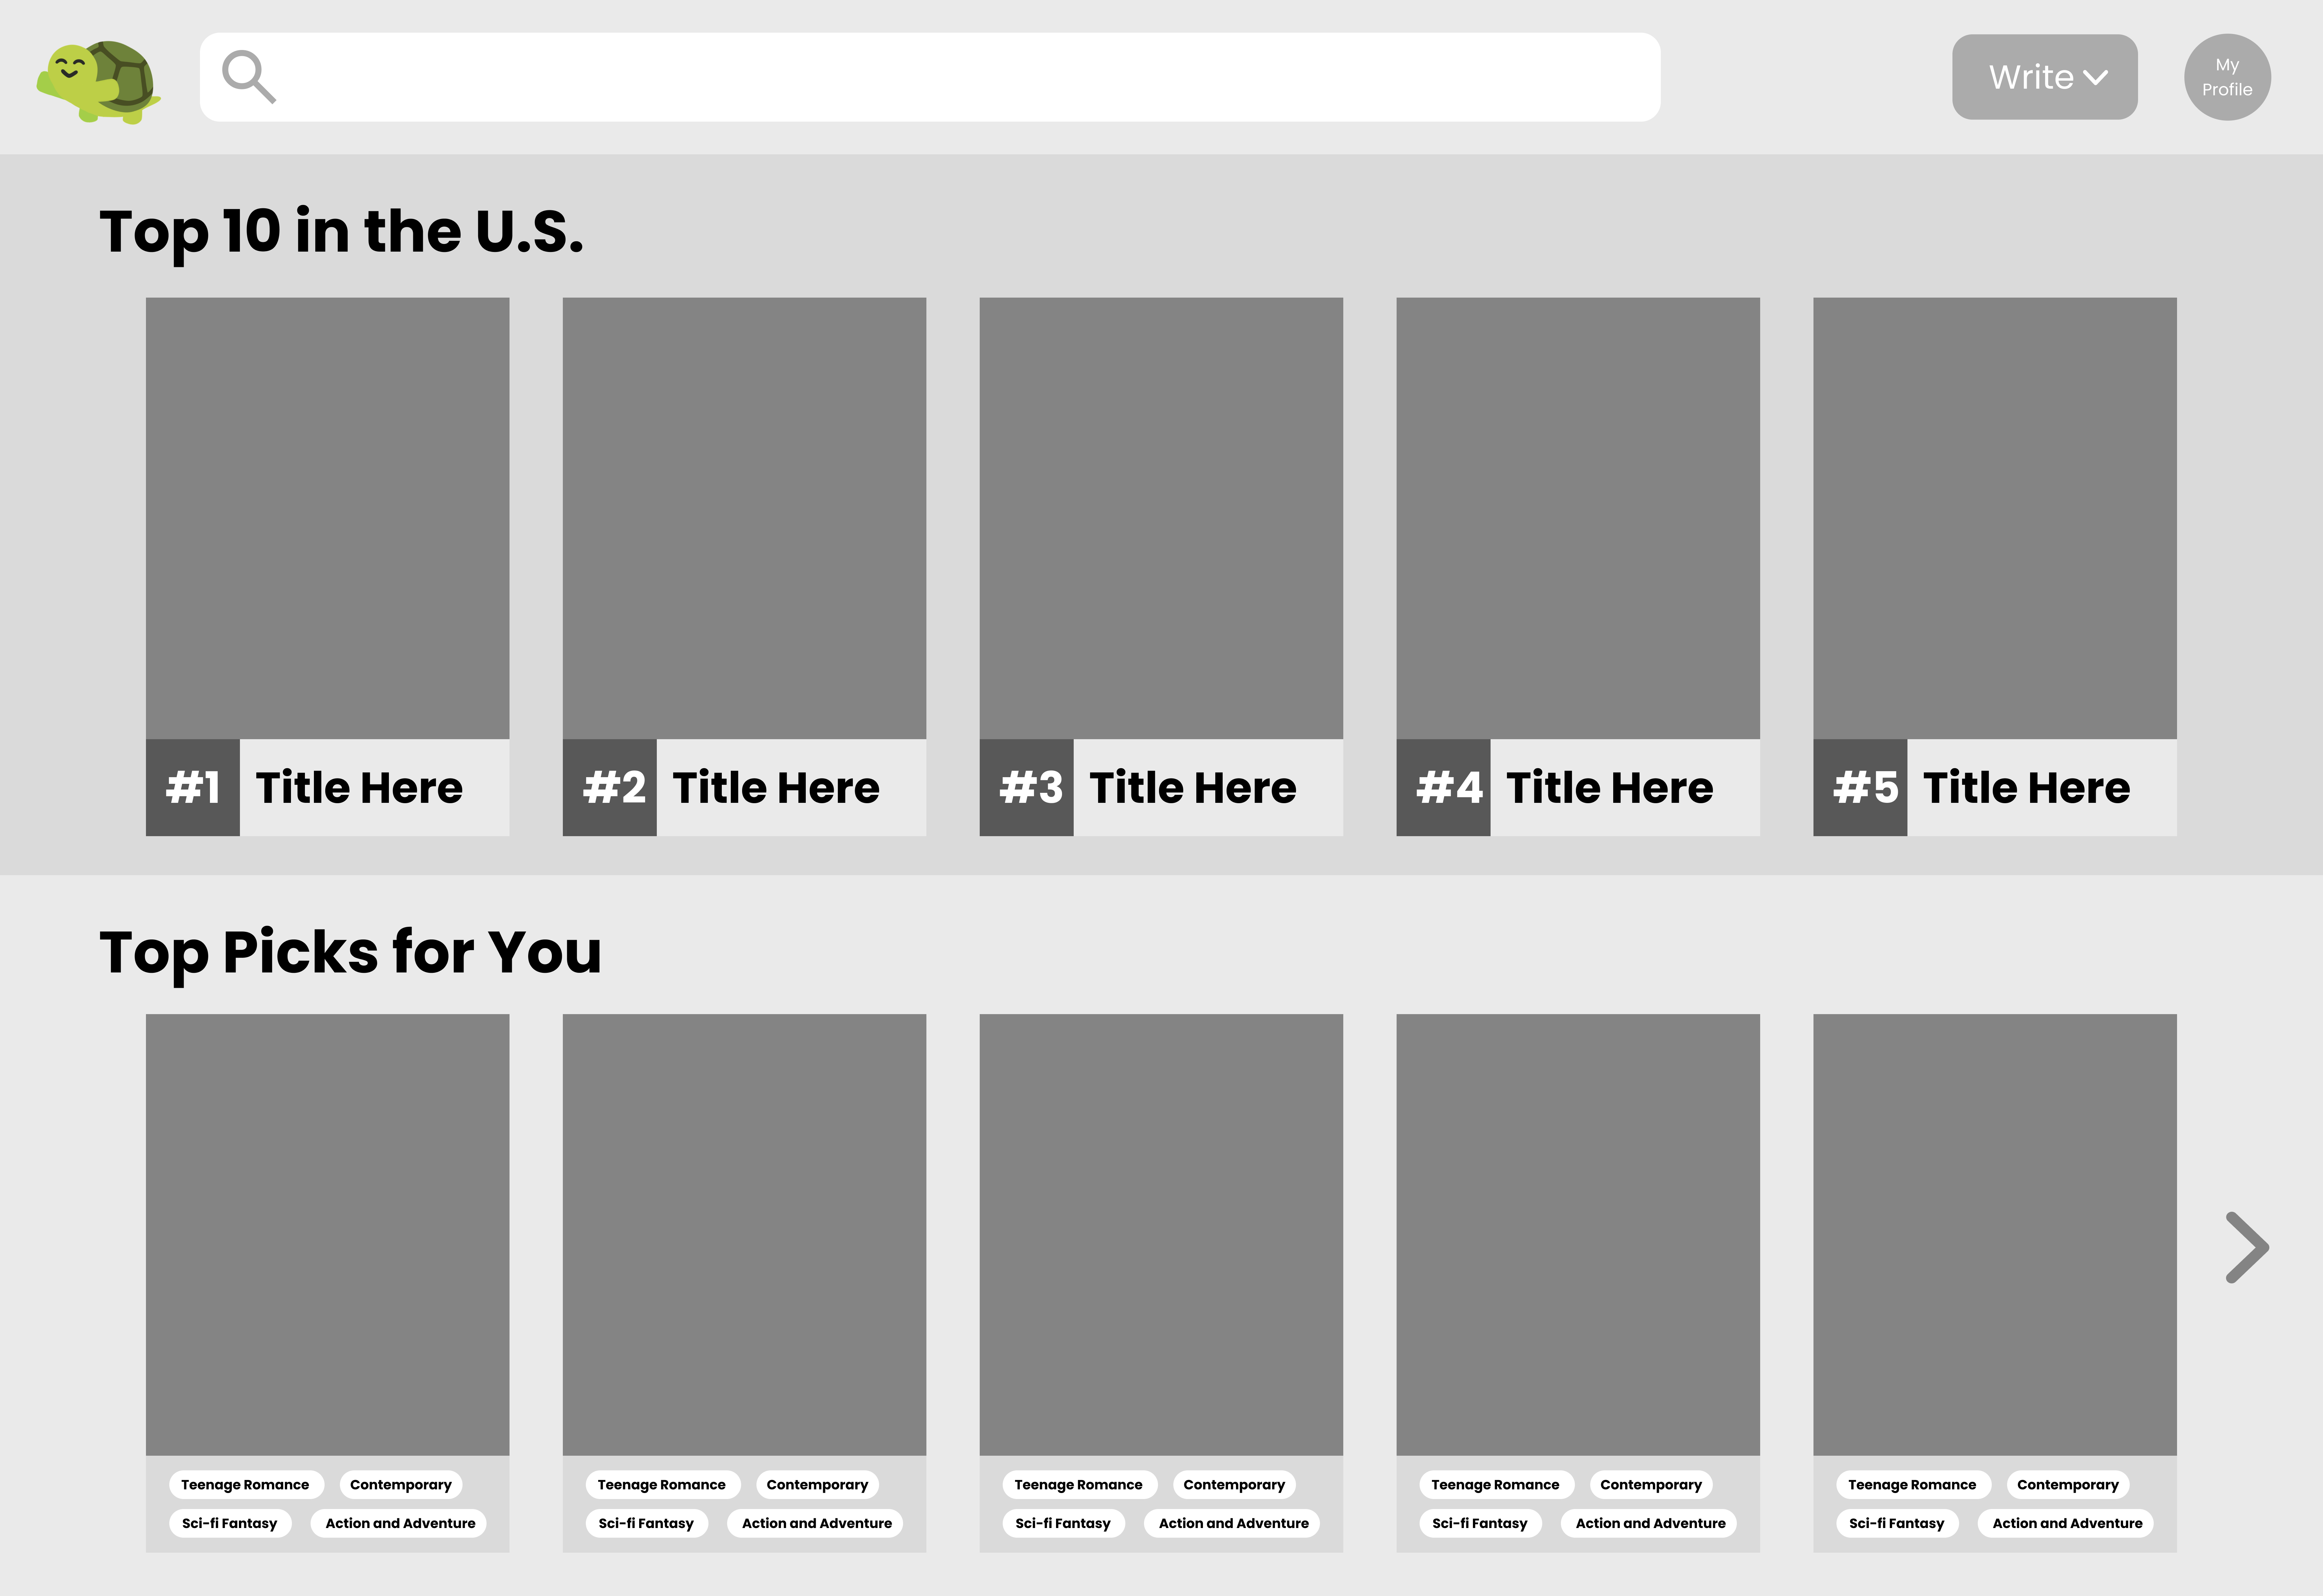 Write
My
Profile
Top 10 in the U.S.
#1 Title Here
#2 Title Here
#3 Title Here
#4 Title Here
#5 Title Here
Top Picks for You
Teenage Romance Contemporary
Sci-fi Fantasy Action and Adventure
Teenage Romance Contemporary
Sci-fi Fantasy Action and Adventure
Teenage Romance Contemporary
Sci-fi Fantasy Action and Adventure
Teenage Romance Contemporary
Sci-fi Fantasy Action and Adventure
Teenage Romance Contemporary
Sci-fi Fantasy Action and Adventure